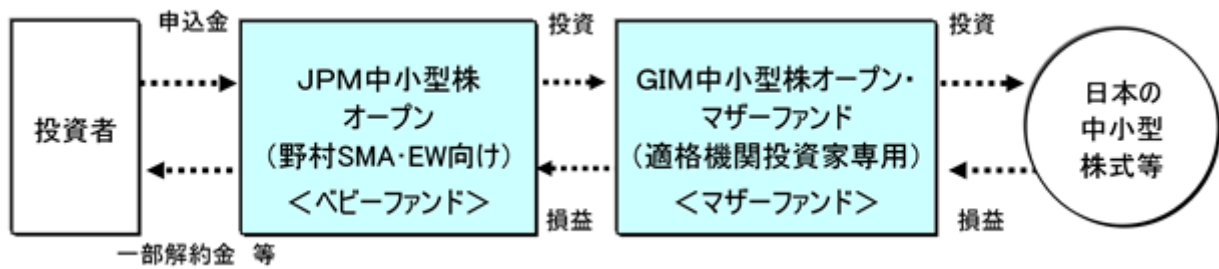 申込金
投資
投資
投資者
JPM中小型株
オープン
（野村SMA・EW向け）
＜ベビーファンド＞
GIM中小型株オープン・
マザーファンド
（適格機関投資家専用）
＜マザーファンド＞
日本の
中小型
株式等
損益
損益
一部解約金 等